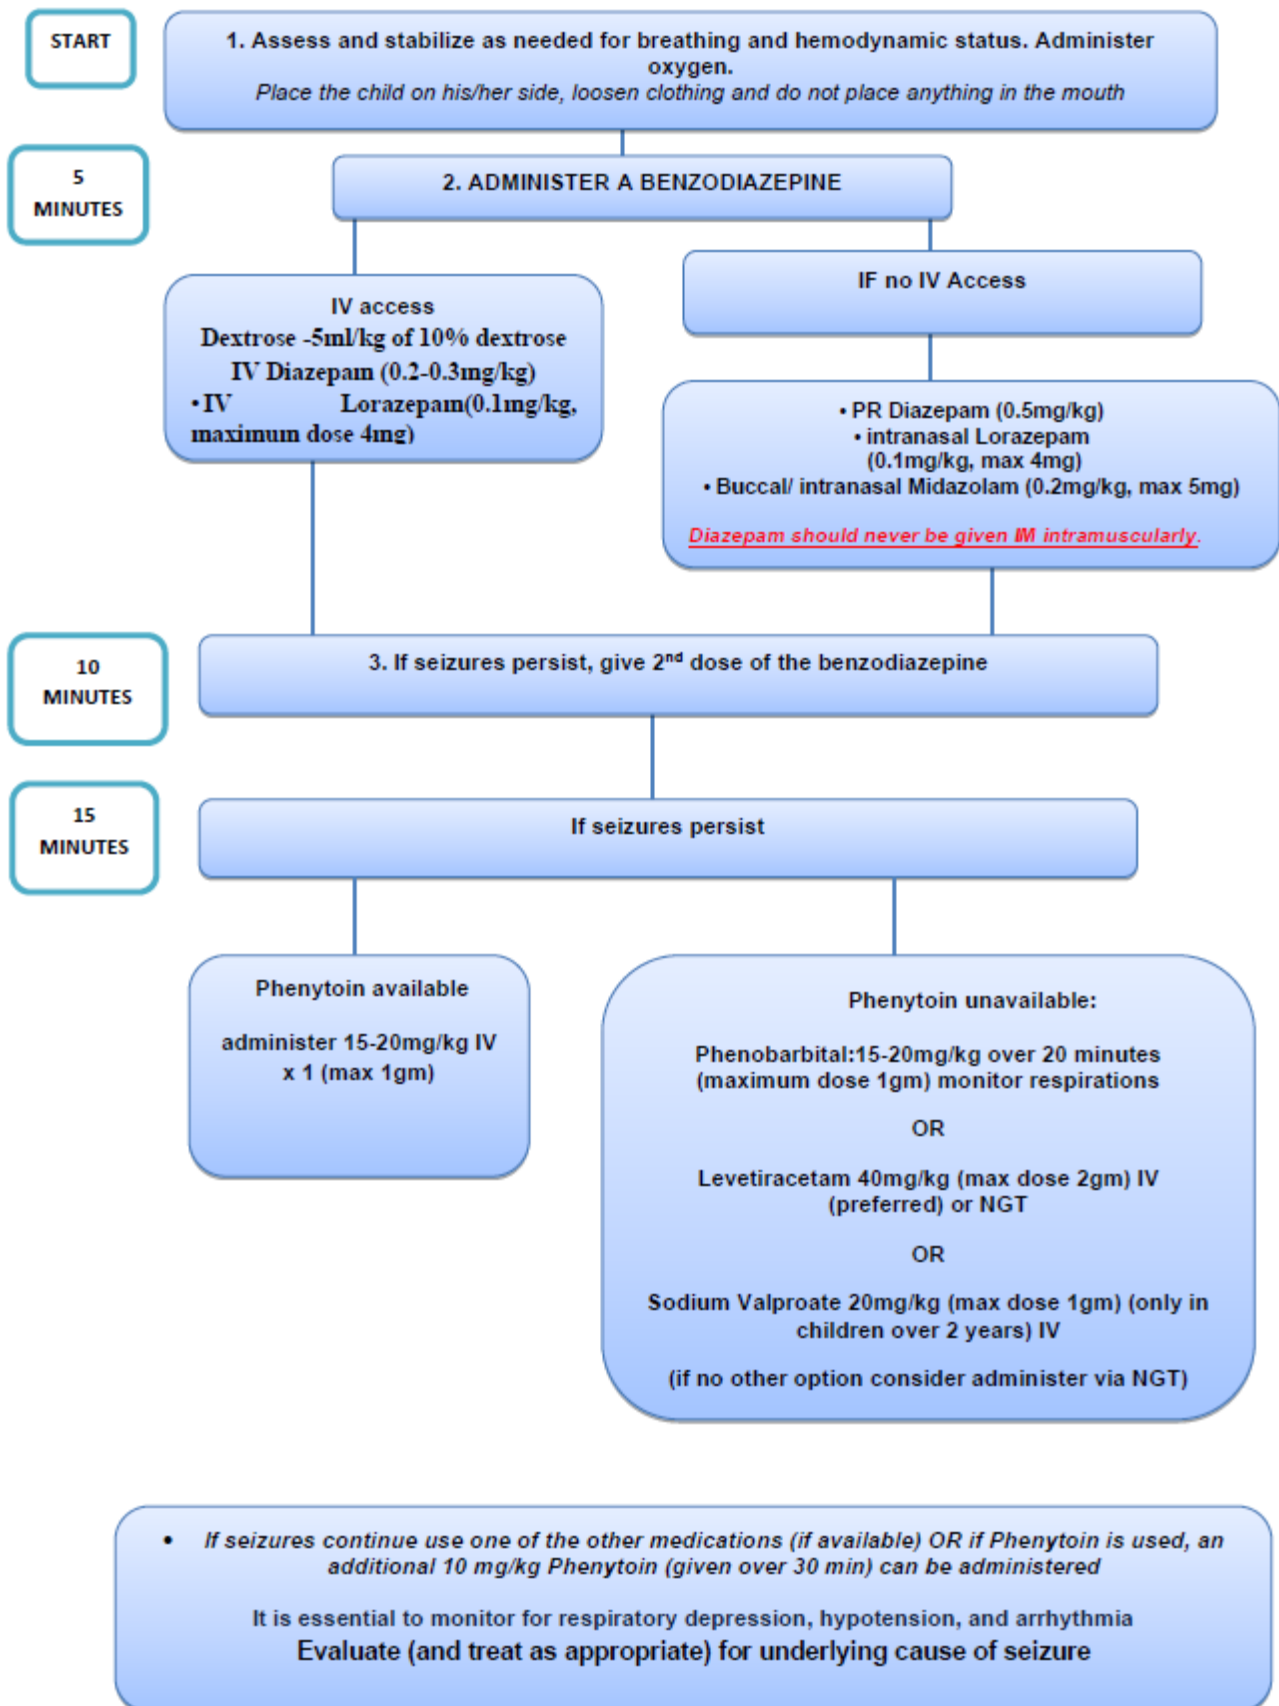 START
1. Assess and stabilize as needed for breathing and hemodynamic status. Administer
oxygen.
Place the child on his/her side, loosen clothing and do not place anything in the mouth
5
MINUTES
2. ADMINISTER A BENZODIAZEPINE
IV access
Dextrose -5ml/kg of 10% dextrose
IV Diazepam (0.2-0.3mg/kg)
• IV Lorazepam(0.1mg/kg,
maximum dose 4mg)
IF no IV Access
• PR Diazepam (0.5mg/kg)
• intranasal Lorazepam
(0.1mg/kg, max 4mg)
• Buccal/ intranasal Midazolam (0.2mg/kg, max 5mg)
Diazepam should never be given IM intramuscularly.
10
MINUTES
3. If seizures persist, give 2nd dose of the benzodiazepine
15
MINUTES
If seizures persist
Phenytoin available
administer 15-20mg/kg IV
x 1 (max 1gm)
Phenytoin unavailable:
Phenobarbital:15-20mg/kg over 20 minutes
(maximum dose 1gm) monitor respirations
OR
Levetiracetam 40mg/kg (max dose 2gm) IV
(preferred) or NGT
OR
Sodium Valproate 20mg/kg (max dose 1gm) (only in
children over 2 years) IV
(if no other option consider administer via NGT)
• If seizures continue use one of the other medications (if available) OR if Phenytoin is used, an
additional 10 mg/kg Phenytoin (given over 30 min) can be administered
It is essential to monitor for respiratory depression, hypotension, and arrhythmia
Evaluate (and treat as appropriate) for underlying cause of seizure